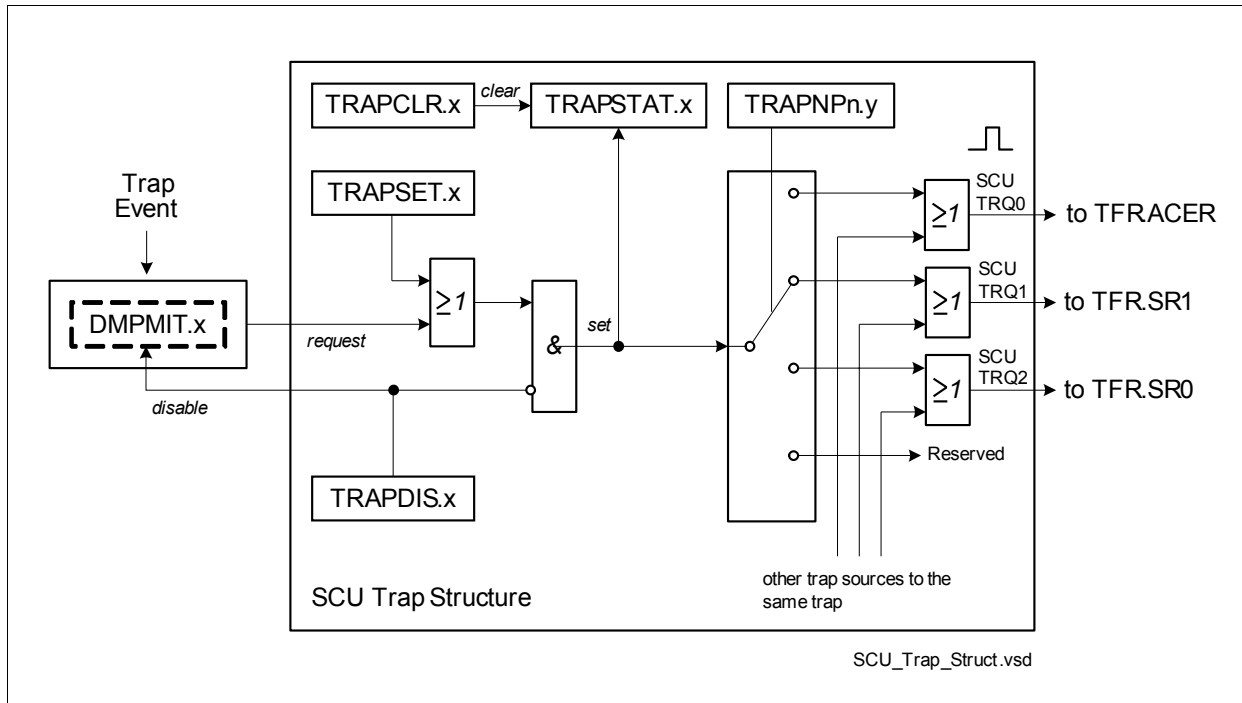 TRAPCLR.x
clear
TRAPSTAT.x
TRAPNPn.y
Trap
Event
TRAPSET.x
DMPMIT.x
request
disable
≥1
&
set
TRAPDIS.x
≥1
SCU
TRQ0
to TFR.ACER
≥1
SCU
TRQ1
to TFR.SR1
≥1
SCU
TRQ2
to TFR.SR0
Reserved
other trap sources to the
same trap
SCU Trap Structure
SCU_Trap_Struct.vsd